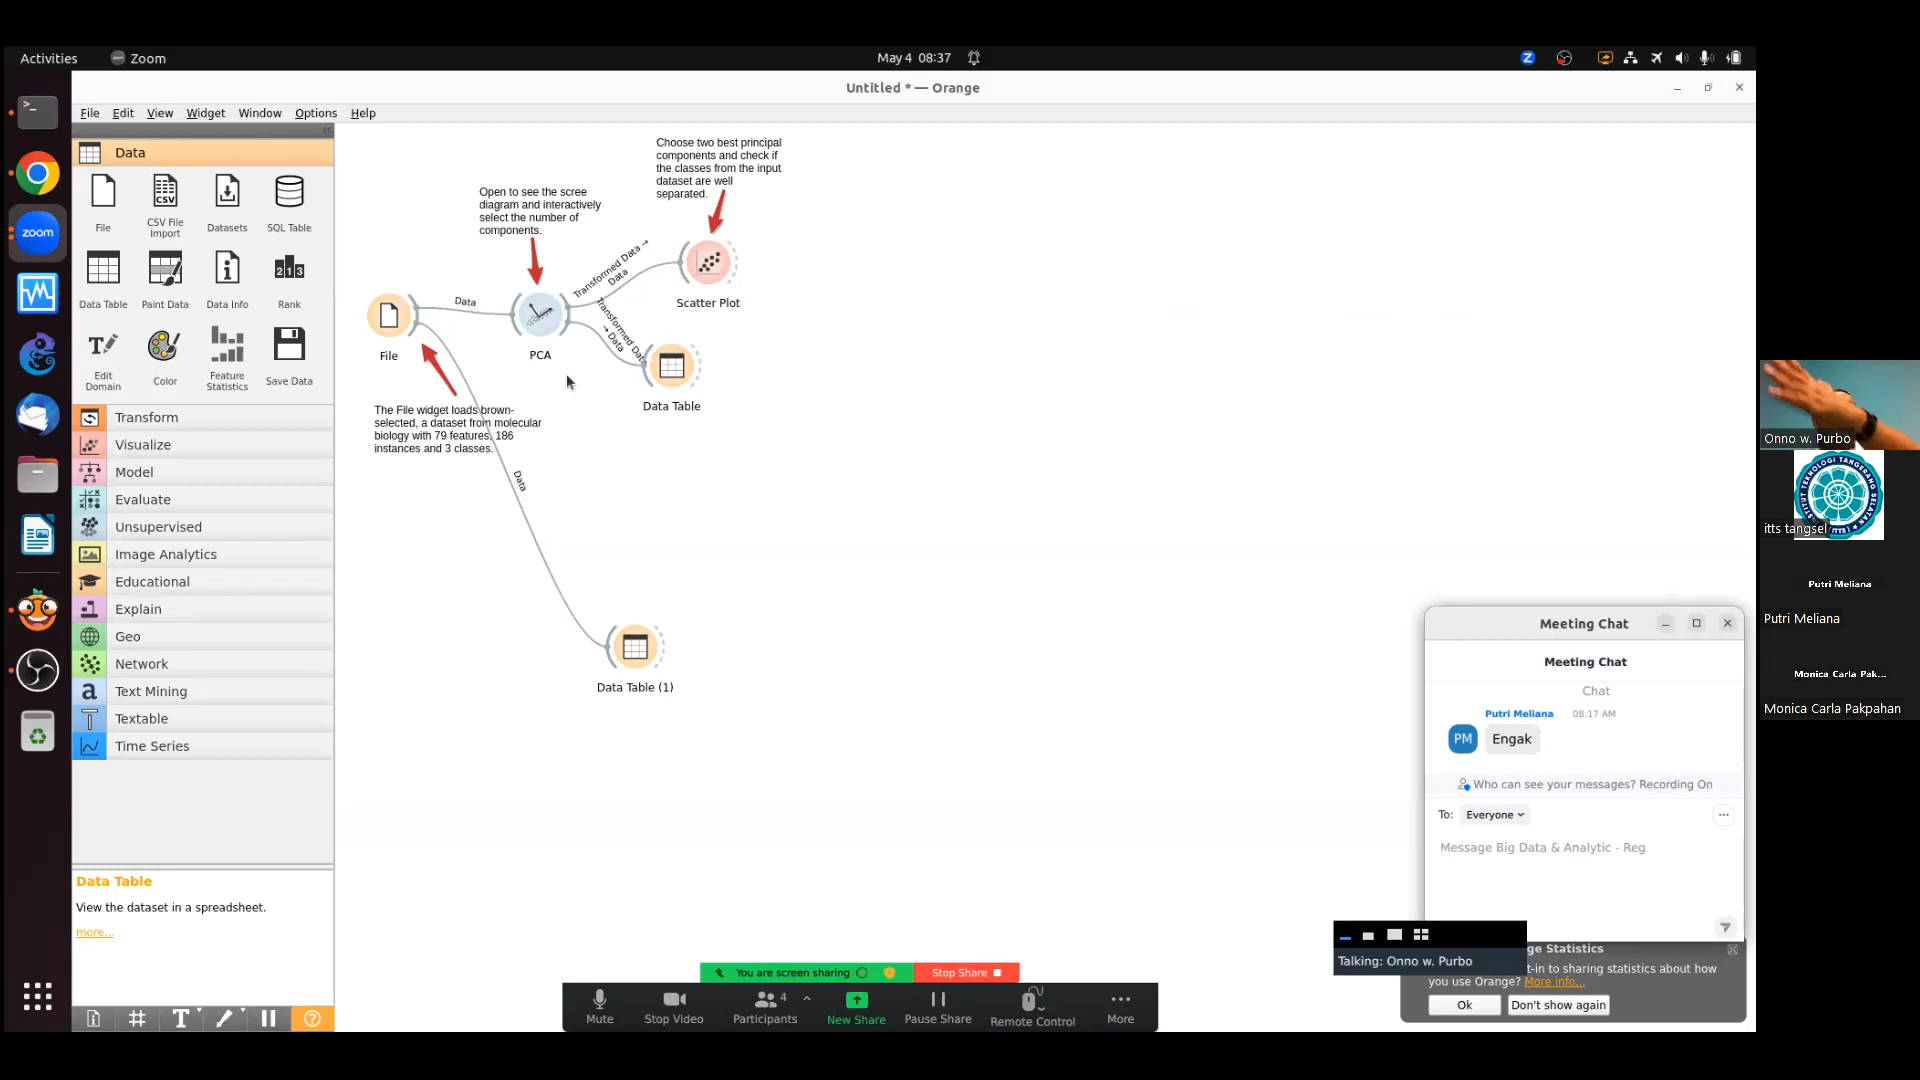 Activities
Zoom
May 4 08:37
Untitled * — Orange
File Edit View Widget Window Options Help
Data
File
CSV File
Import
Datasets
SQL Table
Data Table
Paint Data
Data Info
Rank
Edit
Domain
Color
Feature
Statistics
Save Data
Transform
Visualize
Model
Evaluate
Unsupervised
Image Analytics
Educational
Explain
Geo
Network
Text Mining
Textable
Time Series
Data Table
View the dataset in a spreadsheet.
more...
Choose two best principal
components and check if
the classes from the input
dataset are well
separated.
Open to see the scree
diagram and interactively
select the number of
components.
Data
Transformed Data →
Data
Transformed Data
→ Data
File
PCA
Scatter Plot
Data Table
The File widget loads brown-
selected, a dataset from molecular
biology with 79 features, 186
instances and 3 classes.
Data
Data Table (1)
Meeting Chat
Meeting Chat
Chat
Putri Meliana 08:17 AM
PM
Engak
Who can see your messages? Recording On
To: Everyone
Message Big Data & Analytic - Reg
Talking: Onno w. Purbo
ge Statistics
t-in to sharing statistics about how
you use Orange? More info...
Ok
Don't show again
You are screen sharing
Stop Share
Mute
Stop Video
Participants
4
New Share
Pause Share
Remote Control
More
Onno w. Purbo
itts tangsel
Putri Meliana
Putri Meliana
Monica Carla Pak...
Monica Carla Pakpahan
zoom